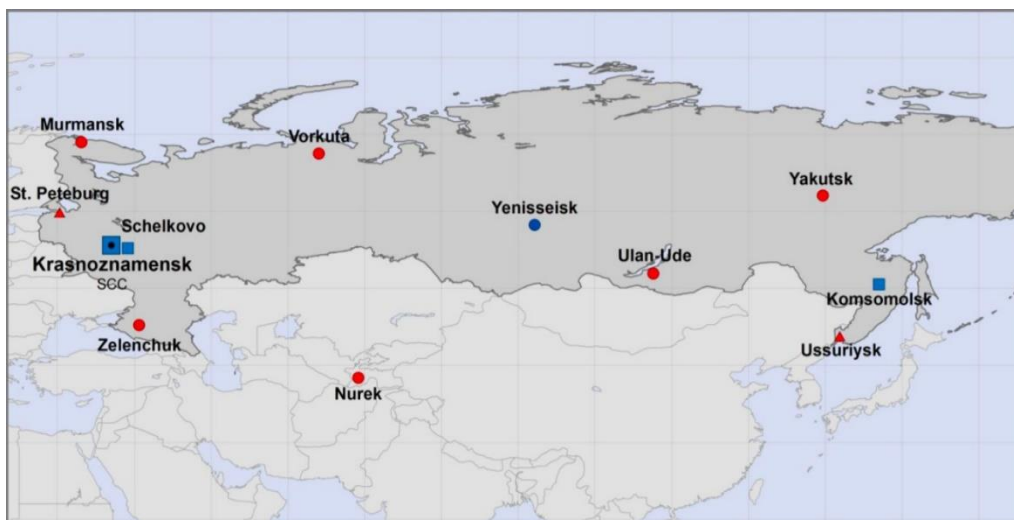 Murmansk
Vorkuta
Yakutsk
St. Peteburg
Yenisseisk
Schelkovo
Ulan-Ude
Krasnoznamensk
SCC
Komsomolsk
Zelenchuk
Ussuriysk
Nurek